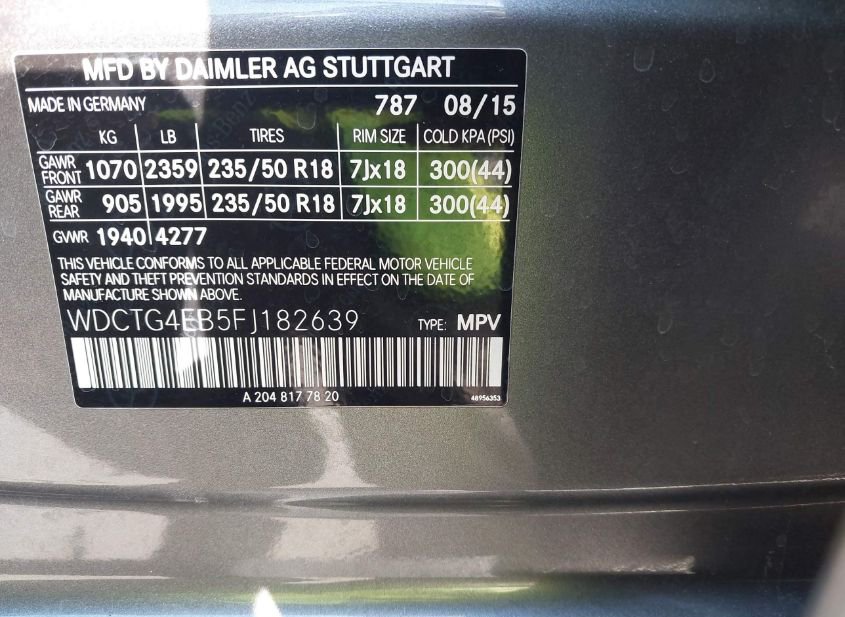 MFD BY DAIMLER AG STUTTGART
MADE IN GERMANY 787 08/15
KG LB TIRES RIM SIZE COLD KPA (PSI)
GAWR FRONT 1070 2359 235/50 R18 7Jx18 300(44)
GAWR REAR 905 1995 235/50 R18 7Jx18 300(44)
GVWR 1940 4277
THIS VEHICLE CONFORMS TO ALL APPLICABLE FEDERAL MOTOR VEHICLE
SAFETY AND THEFT PREVENTION STANDARDS IN EFFECT ON THE DATE OF
MANUFACTURE SHOWN ABOVE.
WDCTG4EB5FJ182639 TYPE: MPV
A 204 817 78 20 48956353